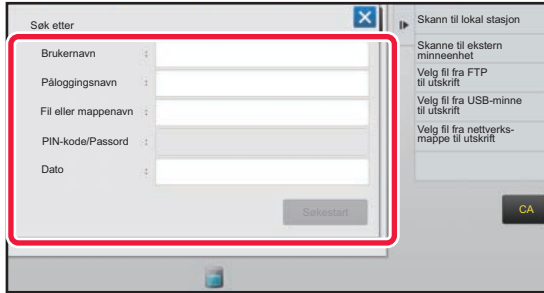 Søk etter
Brukernavn :
Påloggingsnavn :
Fil eller mappenavn :
PIN-kode/Passord :
Dato :
Søkestart
Skann til lokal stasjon
Skanne til ekstern
minneenhet
Velg fil fra FTP
til utskrift
Velg fil fra USB-minne
til utskrift
Velg fil fra nettverks-
mappe til utskrift
CA